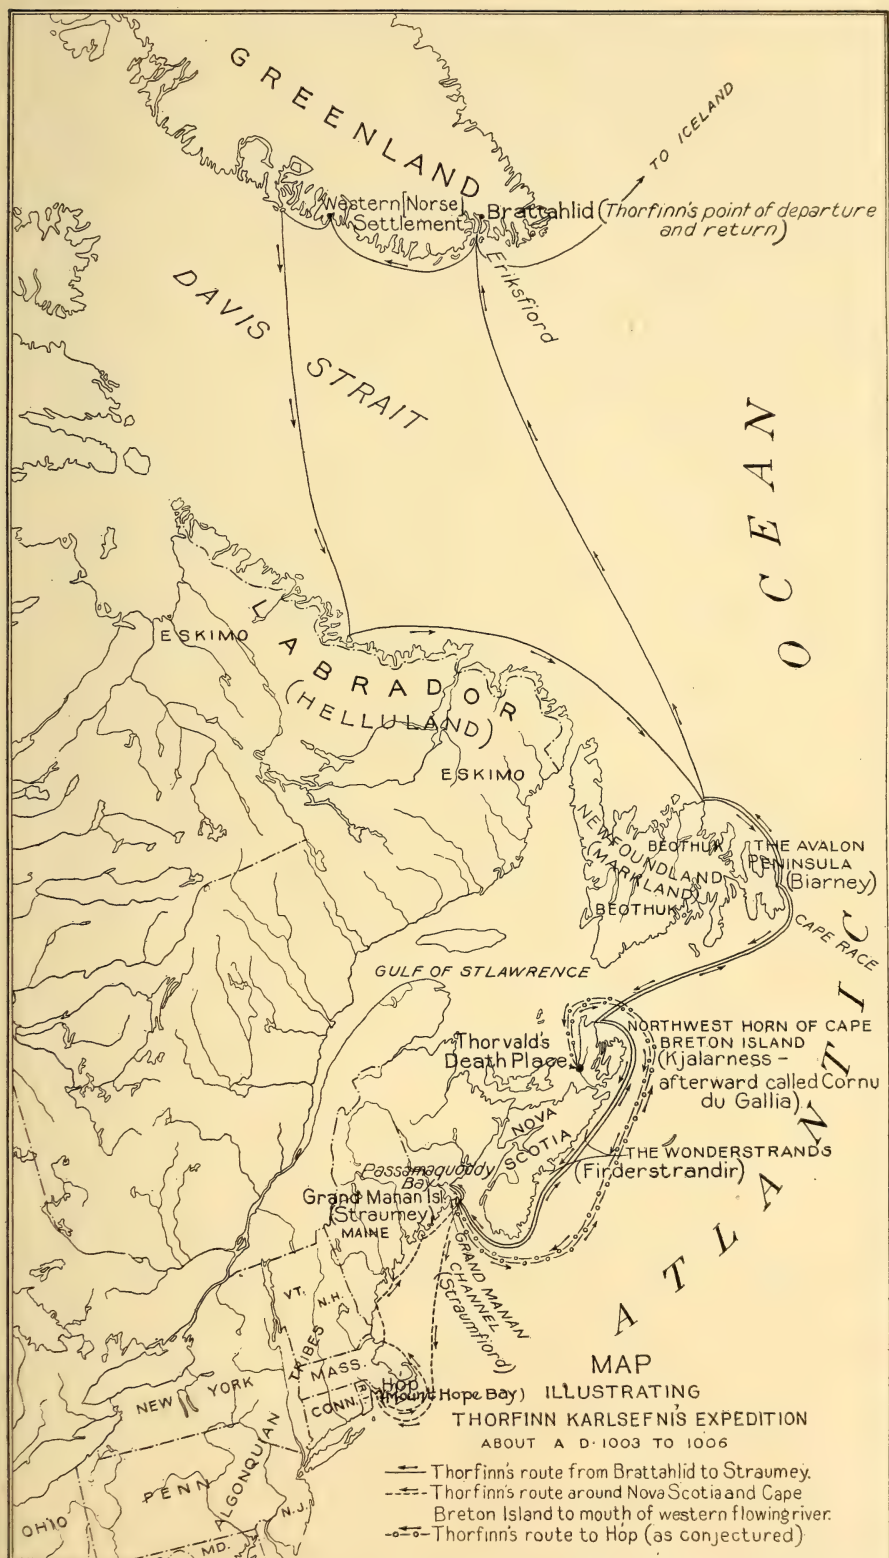 GREENLAND
TO ICELAND
Western [Norse]
Settlement
Brattahlid (Thorfinn's point of departure
and return)
Eriksfiord
DAVIS STRAIT
OCEAN
ESKIMO
LABRADOR
(HELLULAND)
ESKIMO
NEWFOUNDLAND
(MARKLAND)
BEOTHUK
BEOTHUK
THE AVALON
PENINSULA
(Biarney)
CAPE RACE
GULF OF ST LAWRENCE
ATLANTIC
Thorvald's
Death Place
NORTHWEST HORN OF CAPE
BRETON ISLAND
(Kjalarness –
afterward called Cornu
du Gallia)
NOVA
SCOTIA
THE WONDERSTRANDS
(Firderstrandir)
Passamaquoddy
Bay
Grand Manan Isl.
(Straumey)
MAINE
GRAND MANAN
CHANNEL
(Straumfiord)
VT.
N.H.
MASS.
CONN.
R.I.
Hop
(Mount Hope Bay)
NEW YORK
ALGONQUIAN TRIBES
PENN
N.J.
OHIO
MD.
MAP
ILLUSTRATING
THORFINN KARLSEFNI'S EXPEDITION
ABOUT A D. 1003 TO 1006
Thorfinn's route from Brattahlid to Straumey.
Thorfinn's route around Nova Scotia and Cape
Breton Island to mouth of western flowing river.
Thorfinn's route to Hóp (as conjectured)